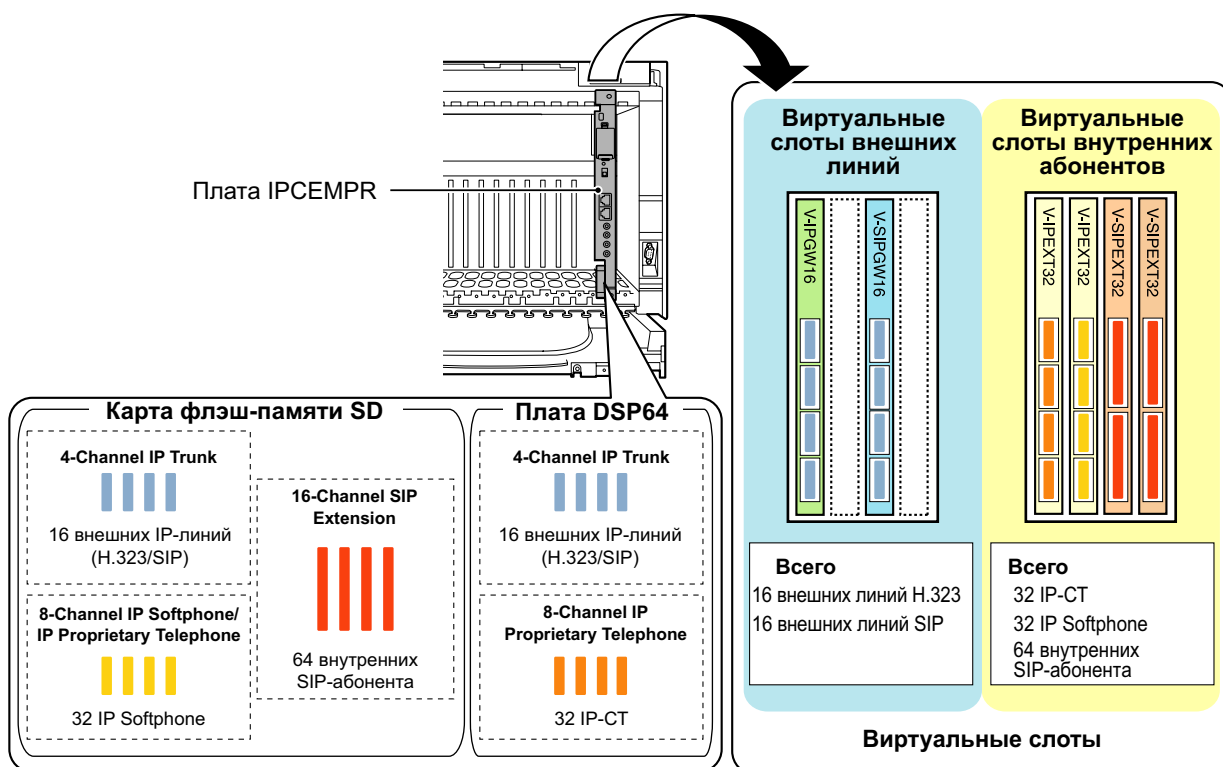 Плата IPCEMPR
Виртуальные
слоты внешних
линий
V-IPGW16
V-SIPGW16
Всего
16 внешних линий H.323
16 внешних линий SIP
Виртуальные
слоты внутренних
абонентов
V-IPEXT32
V-IPEXT32
V-SIPEXT32
V-SIPEXT32
Всего
32 IP-CT
32 IP Softphone
64 внутренних
SIP-абонента
Виртуальные слоты
Карта флэш-памяти SD
4-Channel IP Trunk
16 внешних IP-линий
(H.323/SIP)
8-Channel IP Softphone/
IP Proprietary Telephone
32 IP Softphone
16-Channel SIP
Extension
64 внутренних
SIP-абонента
Плата DSP64
4-Channel IP Trunk
16 внешних IP-линий
(H.323/SIP)
8-Channel IP
Proprietary Telephone
32 IP-CT